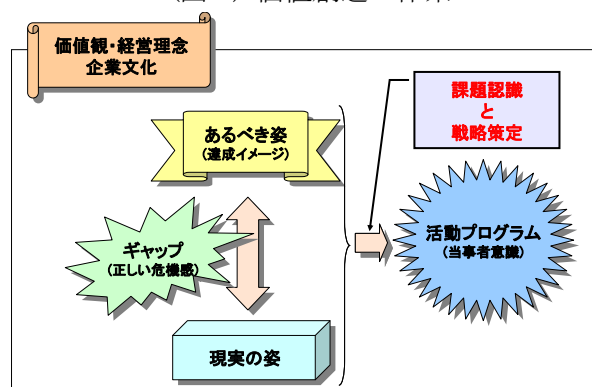 価値観・経営理念
企業文化
課題認識
と
戦略策定
あるべき姿
(達成イメージ)
ギャップ
(正しい危機感)
活動プログラム
(当事者意識)
現実の姿